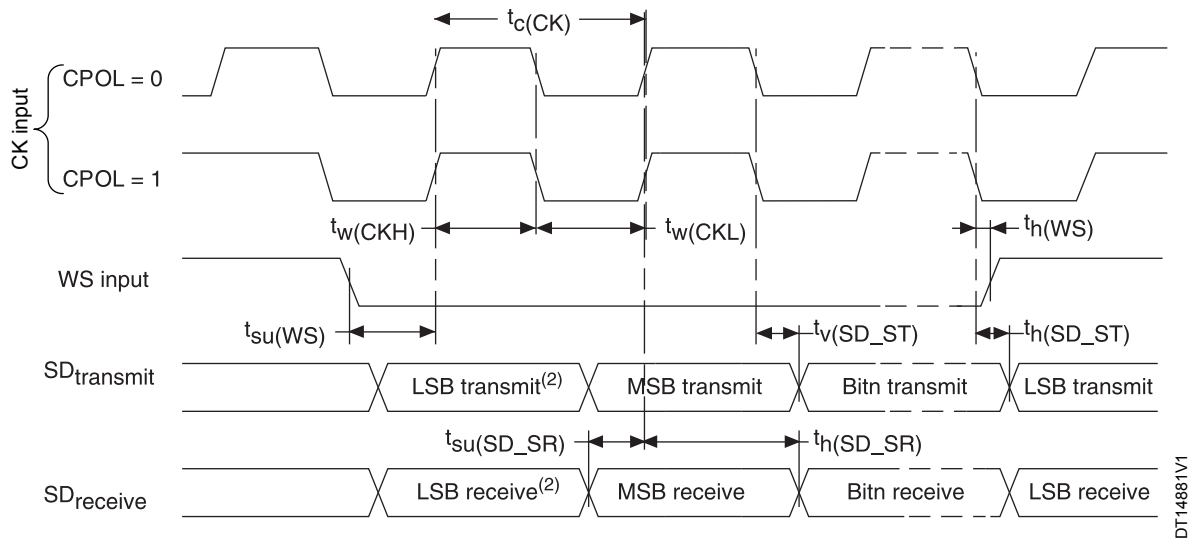 tc(CK)
CK input
CPOL = 0
CPOL = 1
tw(CKH)
tw(CKL)
th(WS)
WS input
tsu(WS)
tv(SD_ST)
th(SD_ST)
SDtransmit
LSB transmit(2)
MSB transmit
Bitn transmit
LSB transmit
tsu(SD_SR)
th(SD_SR)
SDreceive
LSB receive(2)
MSB receive
Bitn receive
LSB receive
DT14881V1